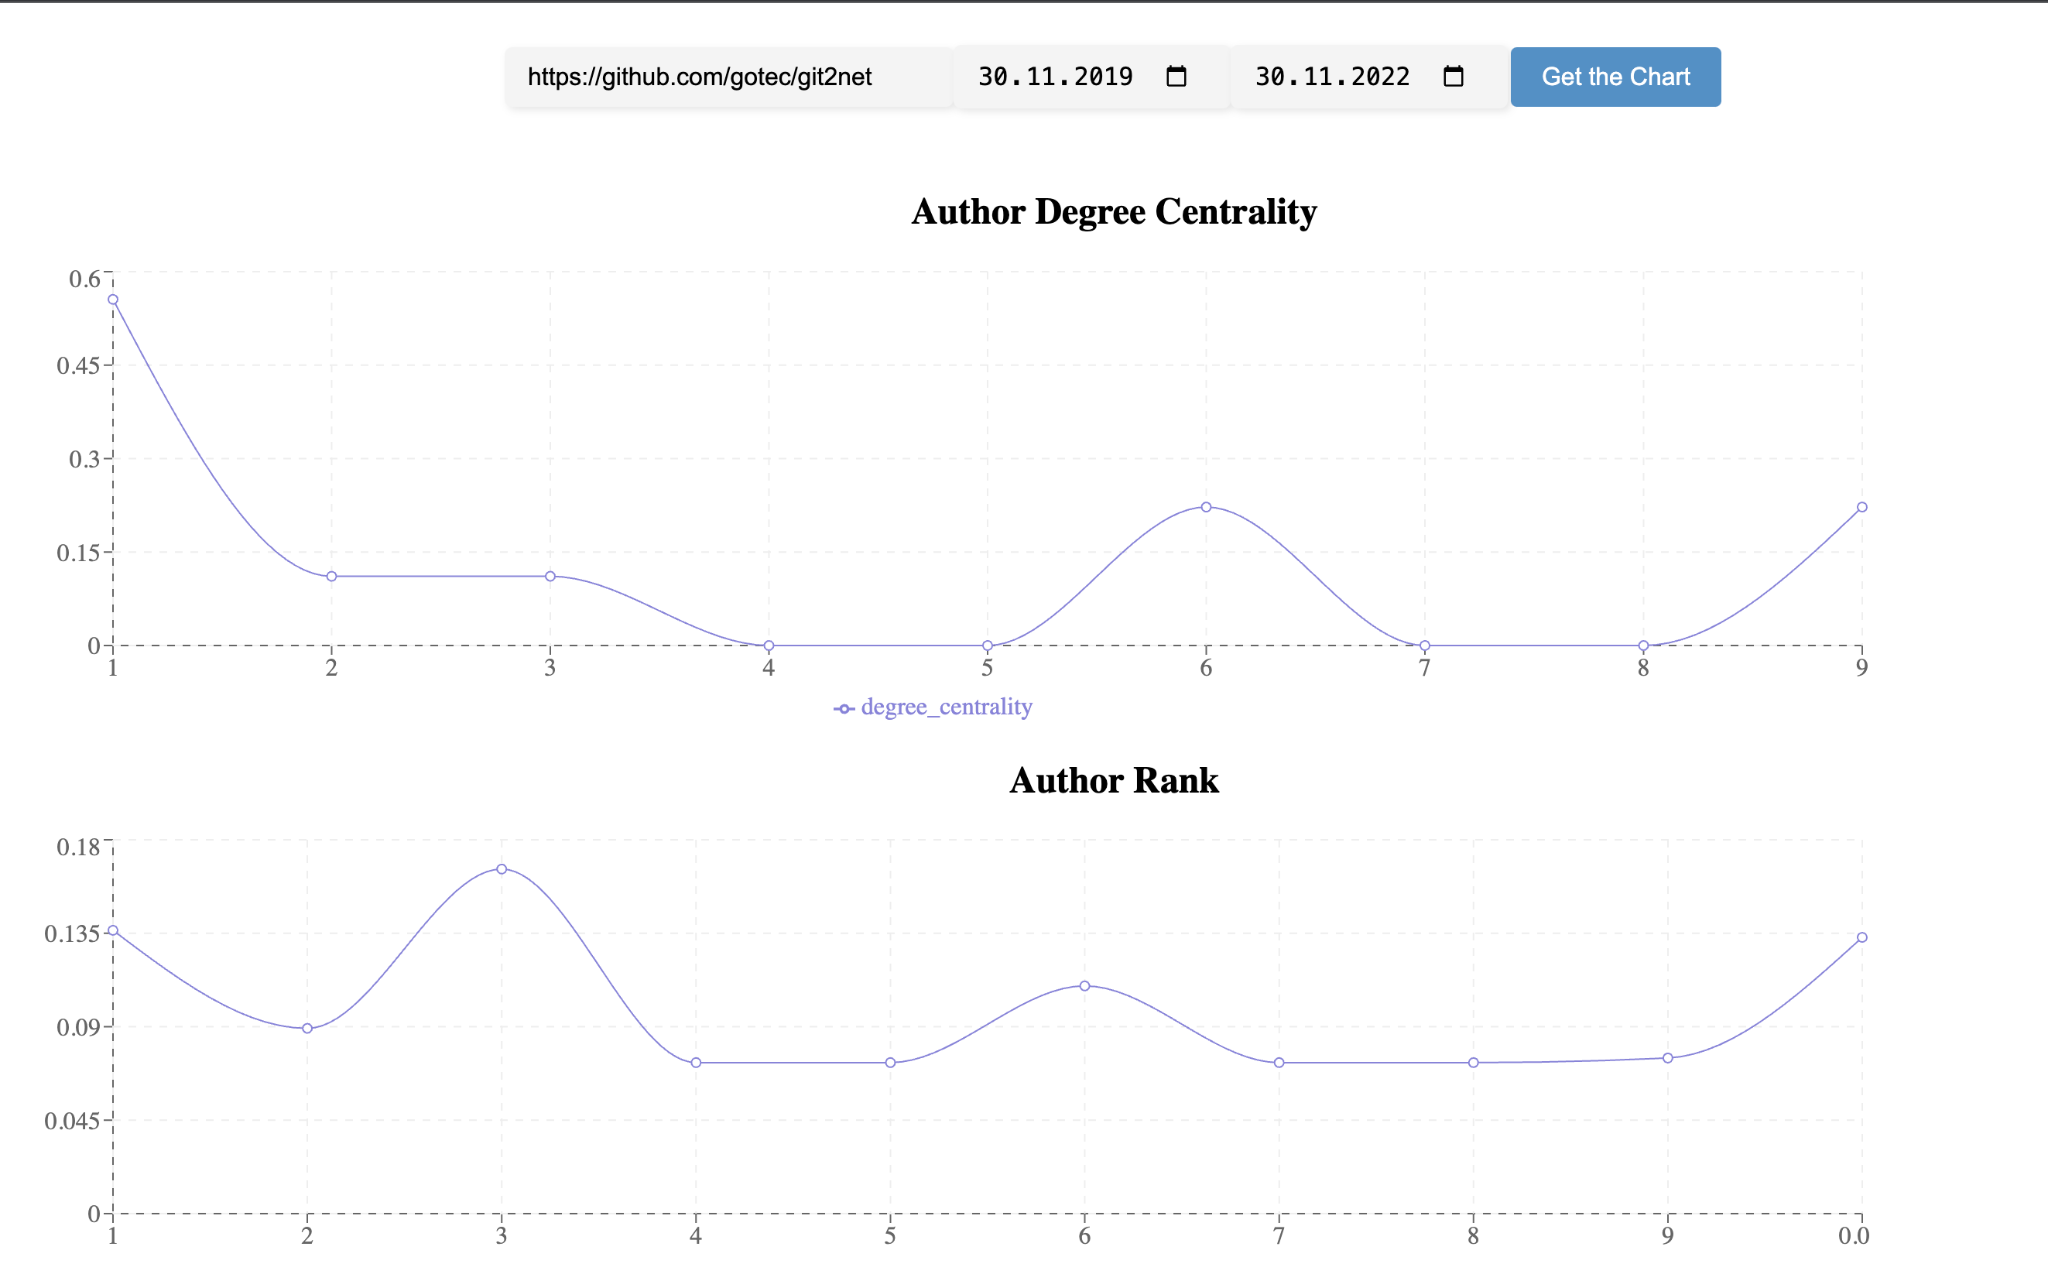 https://github.com/gotec/git2net 30.11.2019 30.11.2022 Get the Chart
Author Degree Centrality
0.6
0.45
0.3
0.15
0
1 2 3 4 5 6 7 8 9
degree_centrality
Author Rank
0.18
0.135
0.09
0.045
0
1 2 3 4 5 6 7 8 9 0.0